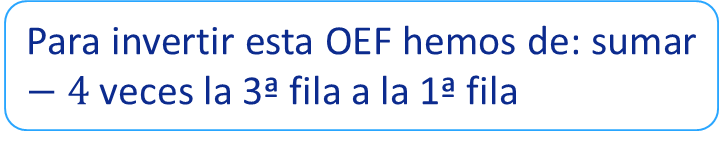 Para invertir esta OEF hemos de: sumar
− 4 veces la 3ª fila a la 1ª fila